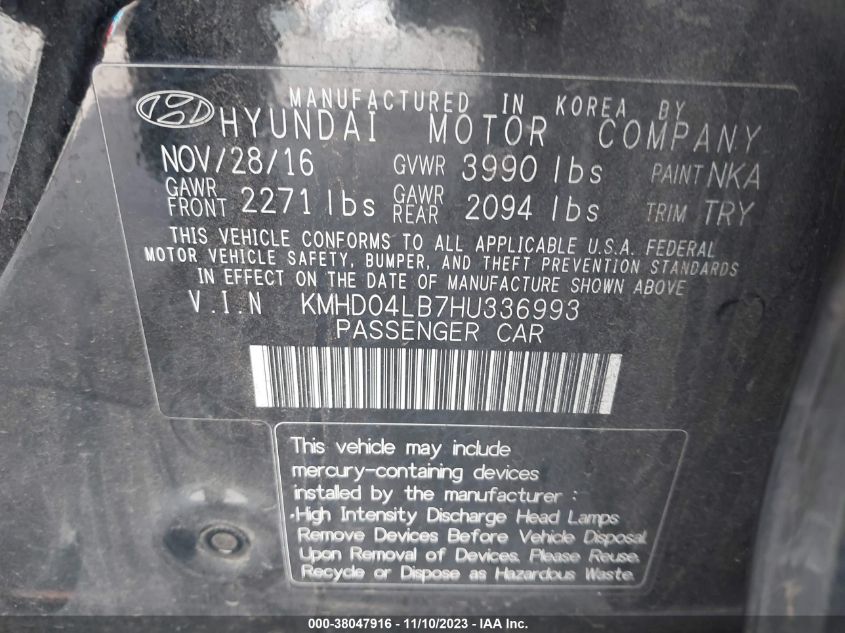 MANUFACTURED IN KOREA BY
HYUNDAI MOTOR COMPANY
NOV/28/16 GVWR 3990 lbs PAINT NKA
GAWR FRONT 2271 lbs GAWR REAR 2094 lbs TRIM TRY
THIS VEHICLE CONFORMS TO ALL APPLICABLE U.S.A. FEDERAL
MOTOR VEHICLE SAFETY, BUMPER, AND THEFT PREVENTION STANDARDS
IN EFFECT ON THE DATE OF MANUFACTURE SHOWN ABOVE
V.I.N KMHD04LB7HU336993
PASSENGER CAR
This vehicle may include
mercury-containing devices
installed by the manufacturer :
·High Intensity Discharge Head Lamps
Remove Devices Before Vehicle Disposal.
Upon Removal of Devices. Please Reuse.
Recycle or Dispose as Hazardous Waste.
000-38047916 - 11/10/2023 - IAA Inc.